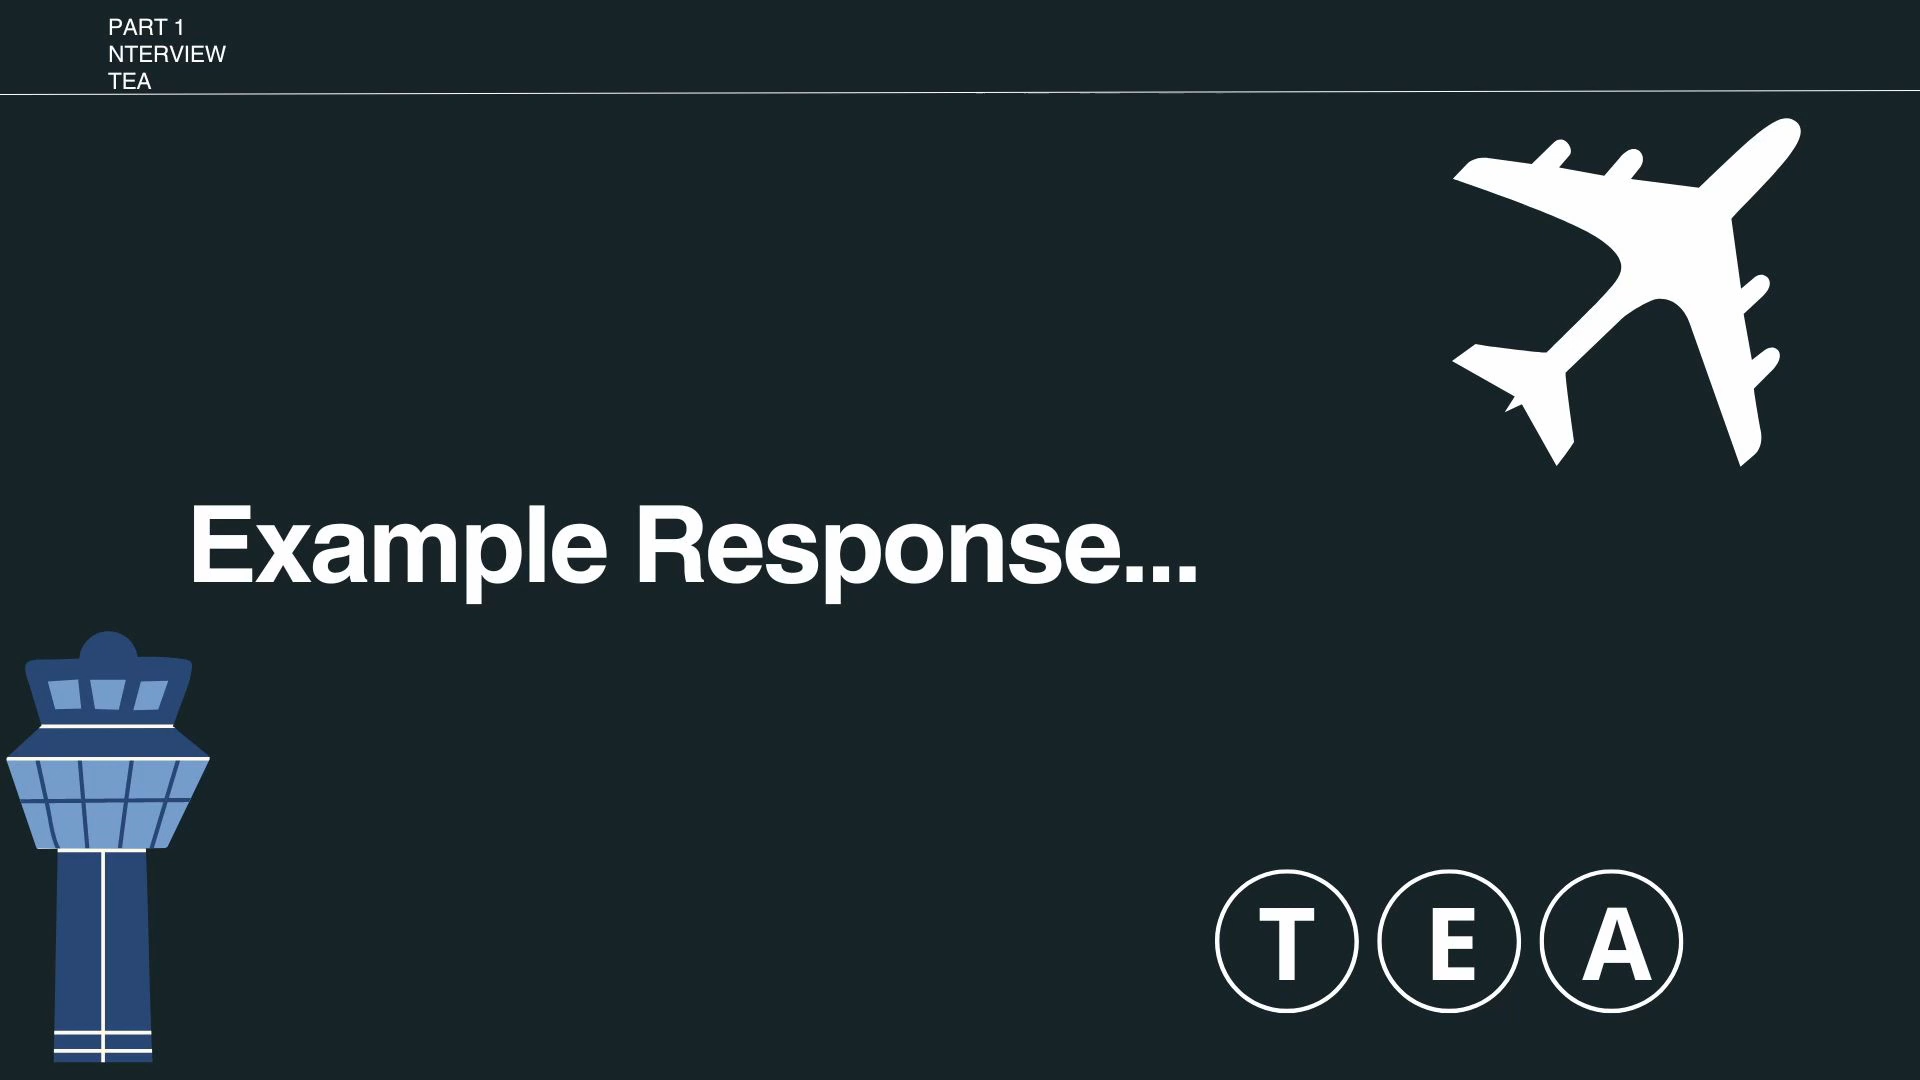 PART 1
NTERVIEW
TEA
Example Response...
T E A